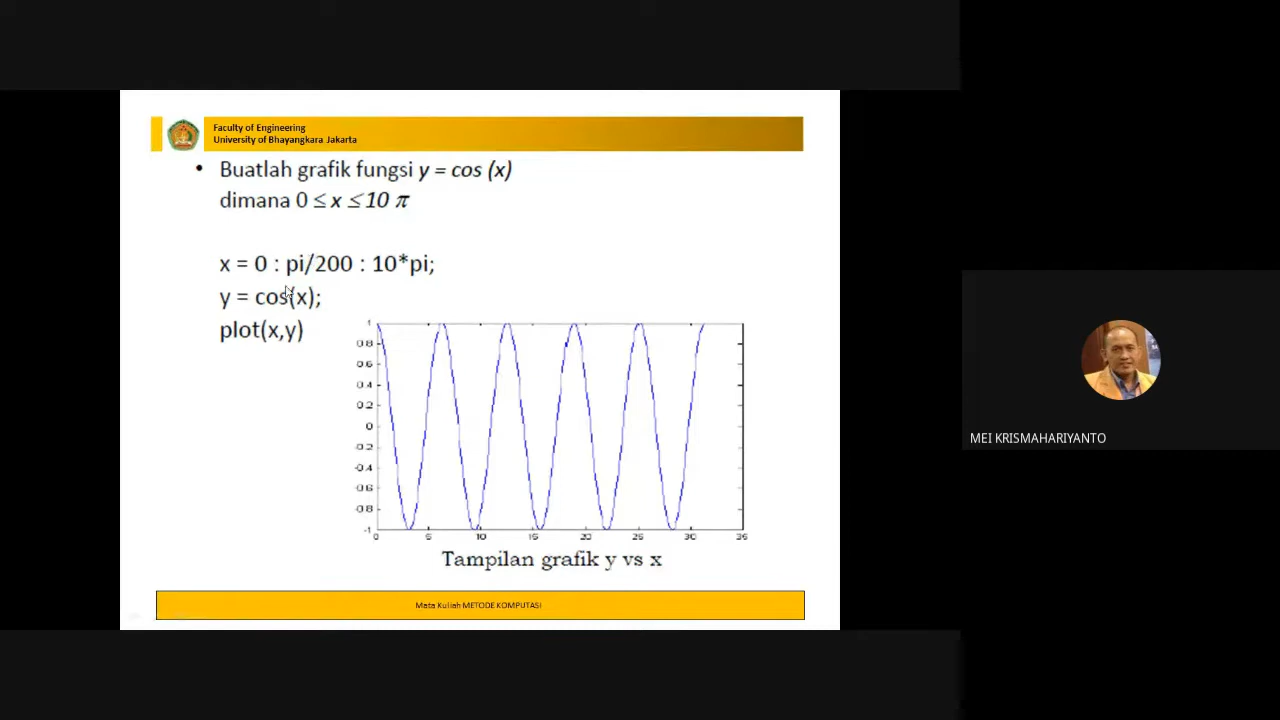 Faculty of Engineering
University of Bhayangkara Jakarta
• Buatlah grafik fungsi y = cos (x)
dimana 0 ≤ x ≤10 π
x = 0 : pi/200 : 10*pi;
y = cos(x);
plot(x,y)
1
0.8
0.6
0.4
0.2
0
-0.2
-0.4
-0.6
-0.8
-1
0 5 10 15 20 25 30 35
Tampilan grafik y vs x
Mata Kuliah METODE KOMPUTASI
MEI KRISMAHARIYANTO